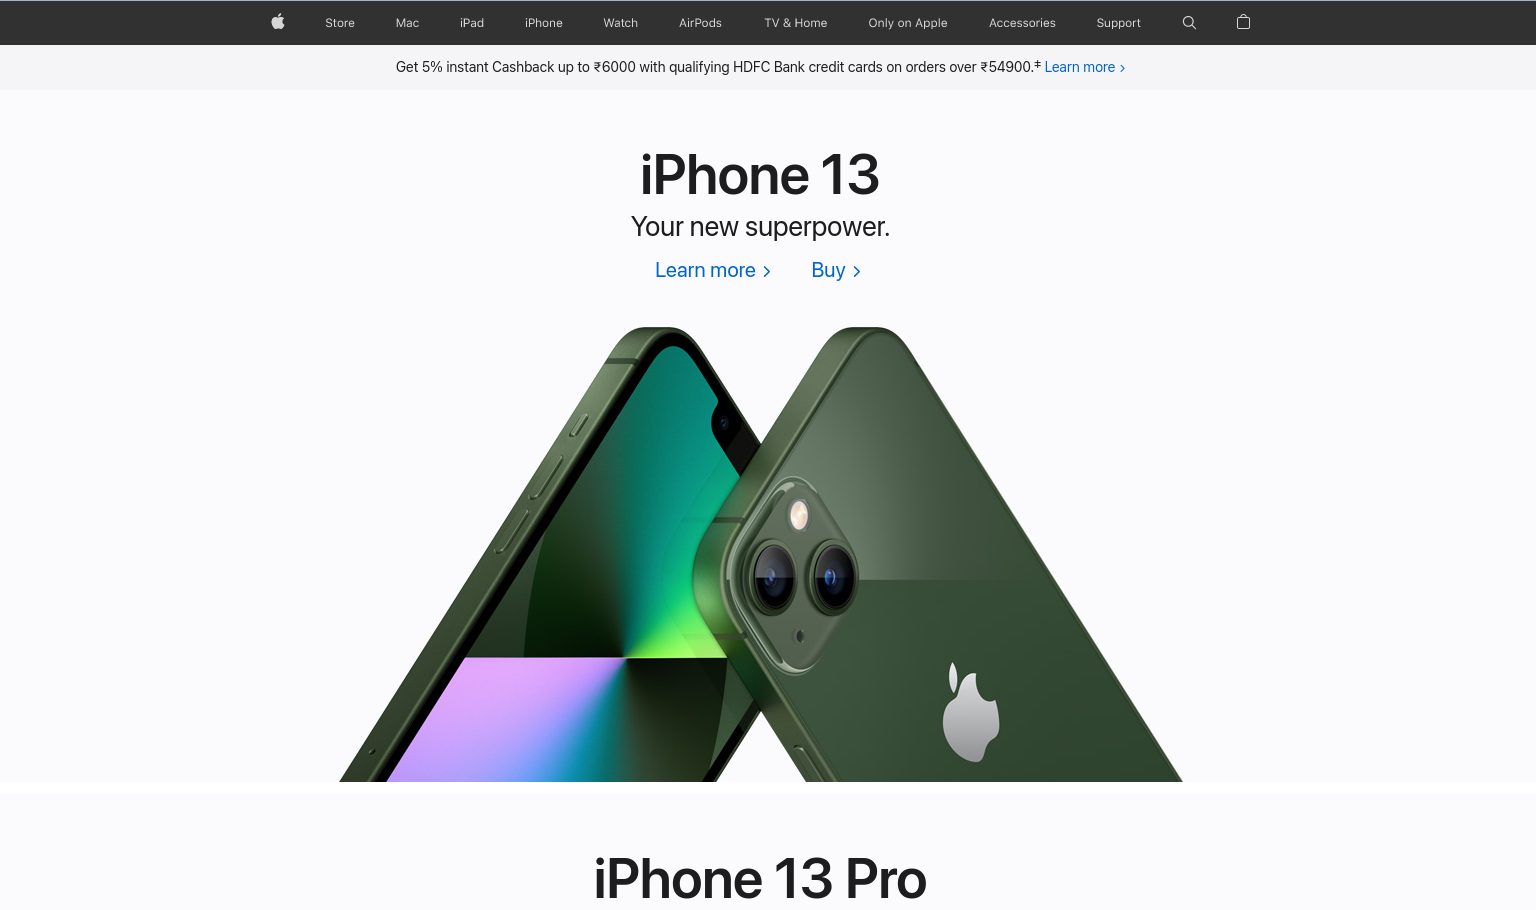 Store Mac iPad iPhone Watch AirPods TV & Home Only on Apple Accessories Support
Get 5% instant Cashback up to ₹6000 with qualifying HDFC Bank credit cards on orders over ₹54900.‡ Learn more >
iPhone 13
Your new superpower.
Learn more > Buy >
iPhone 13 Pro